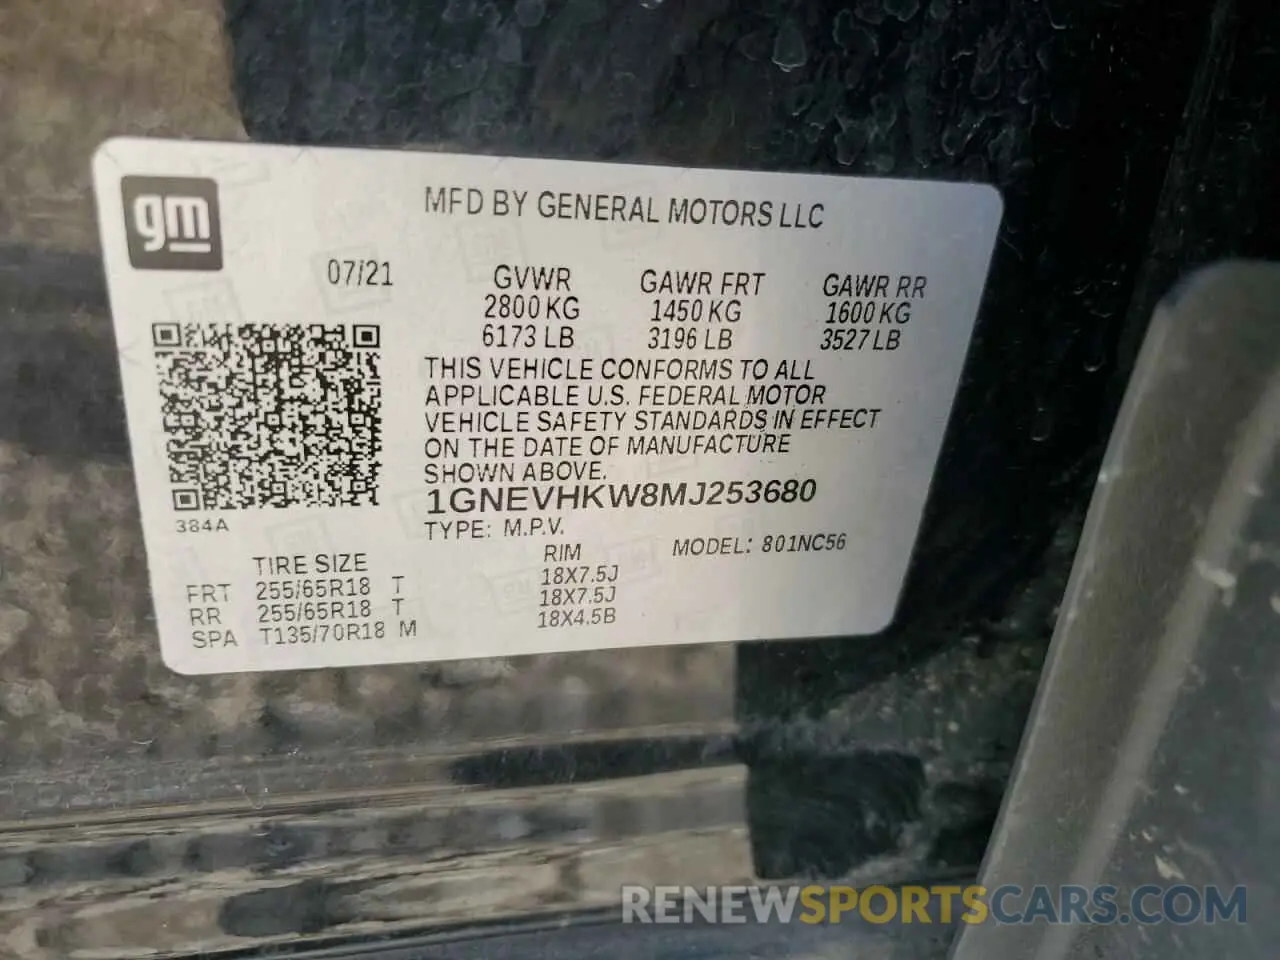 gm
MFD BY GENERAL MOTORS LLC
07/21
GVWR
2800 KG
6173 LB
GAWR FRT
1450 KG
3196 LB
GAWR RR
1600 KG
3527 LB
THIS VEHICLE CONFORMS TO ALL
APPLICABLE U.S. FEDERAL MOTOR
VEHICLE SAFETY STANDARDS IN EFFECT
ON THE DATE OF MANUFACTURE
SHOWN ABOVE.
384A
1GNEVHKW8MJ253680
TYPE: M.P.V.
MODEL: 801NC56
TIRE SIZE RIM
FRT 255/65R18 T 18X7.5J
RR 255/65R18 T 18X7.5J
SPA T135/70R18 M 18X4.5B
RENEWSPORTSCARS.COM